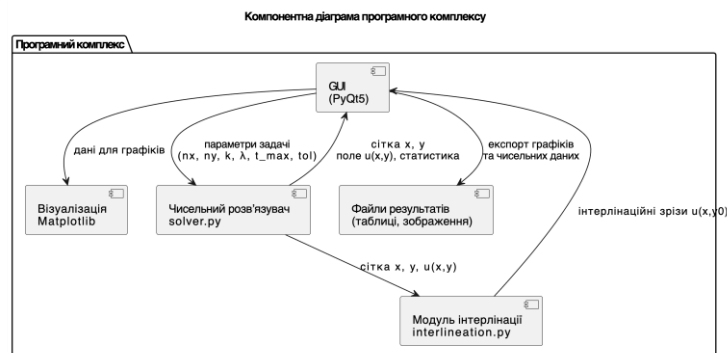 Компонентна діаграма програмного комплексу
Програмний комплекс
GUI
(PyQt5)
дані для графіків
параметри задачі
(nx, ny, k, λ, t_max, tol)
сітка x, y
поле u(x,y), статистика
експорт графіків
та чисельних даних
Візуалізація
Matplotlib
Чисельний розв'язувач
solver.py
Файли результатів
(таблиці, зображення)
інтерлінаційні зрізи u(x,y0)
сітка x, y, u(x,y)
Модуль інтерлінації
interlineation.py